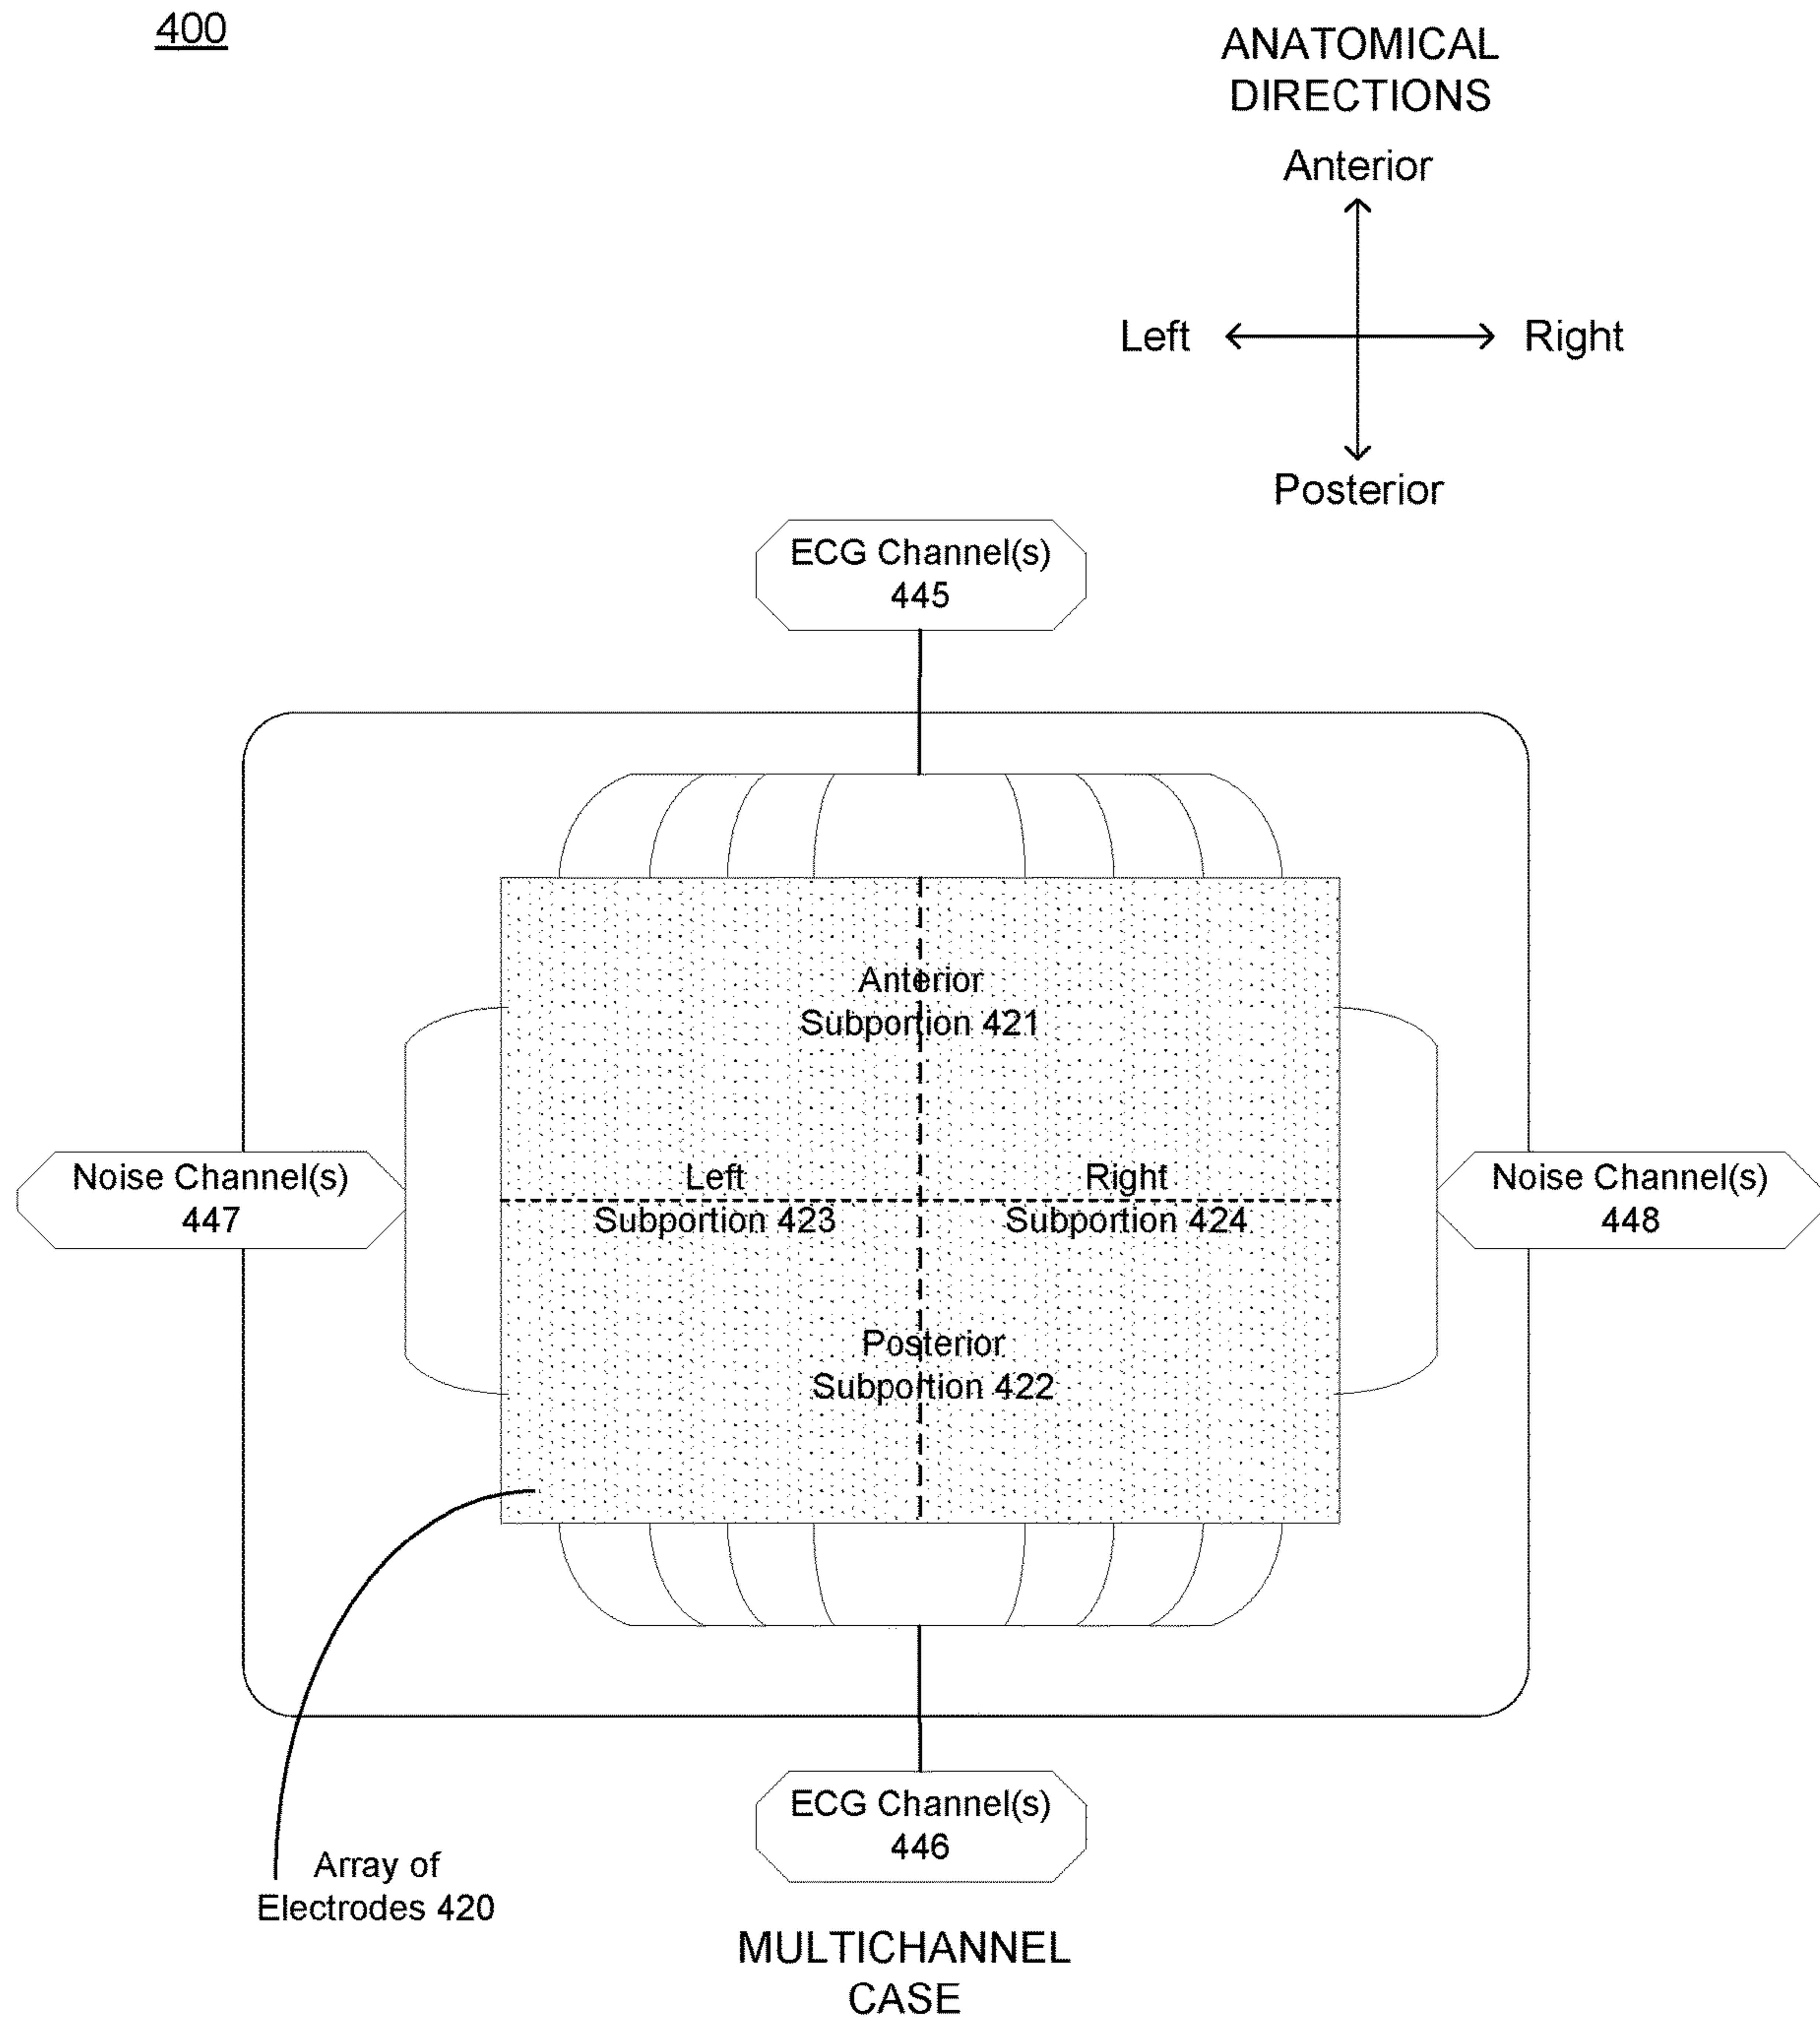 400
ANATOMICAL
DIRECTIONS
Anterior
Left
Right
Posterior
ECG Channel(s)
445
Anterior
Subportion 421
Noise Channel(s)
447
Left
Subportion 423
Right
Subportion 424
Noise Channel(s)
448
Posterior
Subportion 422
ECG Channel(s)
446
Array of
Electrodes 420
MULTICHANNEL
CASE